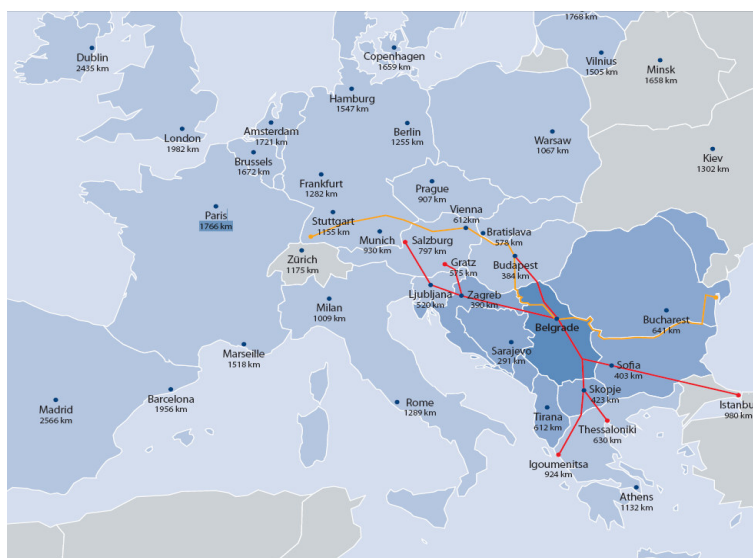 1768 km
Dublin
2435 km
Copenhagen
1659 km
Vilnius
1505 km
Minsk
1658 km
Hamburg
1547 km
London
1982 km
Amsterdam
1721 km
Berlin
1255 km
Warsaw
1067 km
Brussels
1672 km
Kiev
1302 km
Frankfurt
1282 km
Prague
907 km
Paris
1766 km
Stuttgart
1155 km
Vienna
612km
Bratislava
578 km
Munich
930 km
Salzburg
797 km
Zürich
1175 km
Gratz
575 km
Budapest
384 km
Ljubljana
520 km
Zagreb
390 km
Milan
1009 km
Belgrade
Bucharest
641 km
Marseille
1518 km
Sarajevo
291 km
Sofia
403 km
Madrid
2566 km
Barcelona
1956 km
Rome
1289 km
Skopje
423 km
Istanbu
980 km
Tirana
612 km
Thessaloniki
630 km
Igoumenitsa
924 km
Athens
1132 km